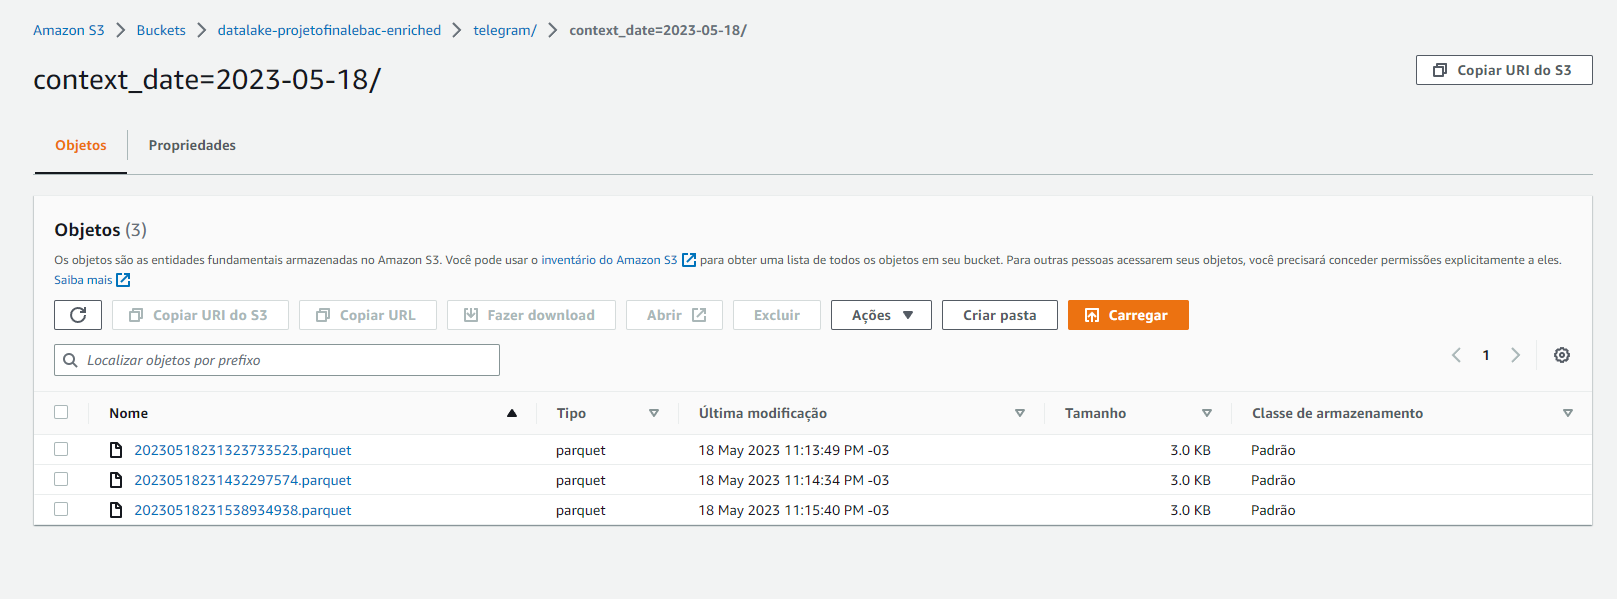 Amazon S3 > Buckets > datalake-projetofinalebac-enriched > telegram/ > context_date=2023-05-18/
context_date=2023-05-18/
Copiar URI do S3
Objetos Propriedades
Objetos (3)
Os objetos são as entidades fundamentais armazenadas no Amazon S3. Você pode usar o inventário do Amazon S3 para obter uma lista de todos os objetos em seu bucket. Para outras pessoas acessarem seus objetos, você precisará conceder permissões explicitamente a eles.
Saiba mais
Copiar URI do S3 Copiar URL Fazer download Abrir Excluir Ações Criar pasta Carregar
Localizar objetos por prefixo
1
Nome Tipo Última modificação Tamanho Classe de armazenamento
20230518231323733523.parquet parquet 18 May 2023 11:13:49 PM -03 3.0 KB Padrão
20230518231432297574.parquet parquet 18 May 2023 11:14:34 PM -03 3.0 KB Padrão
20230518231538934938.parquet parquet 18 May 2023 11:15:40 PM -03 3.0 KB Padrão